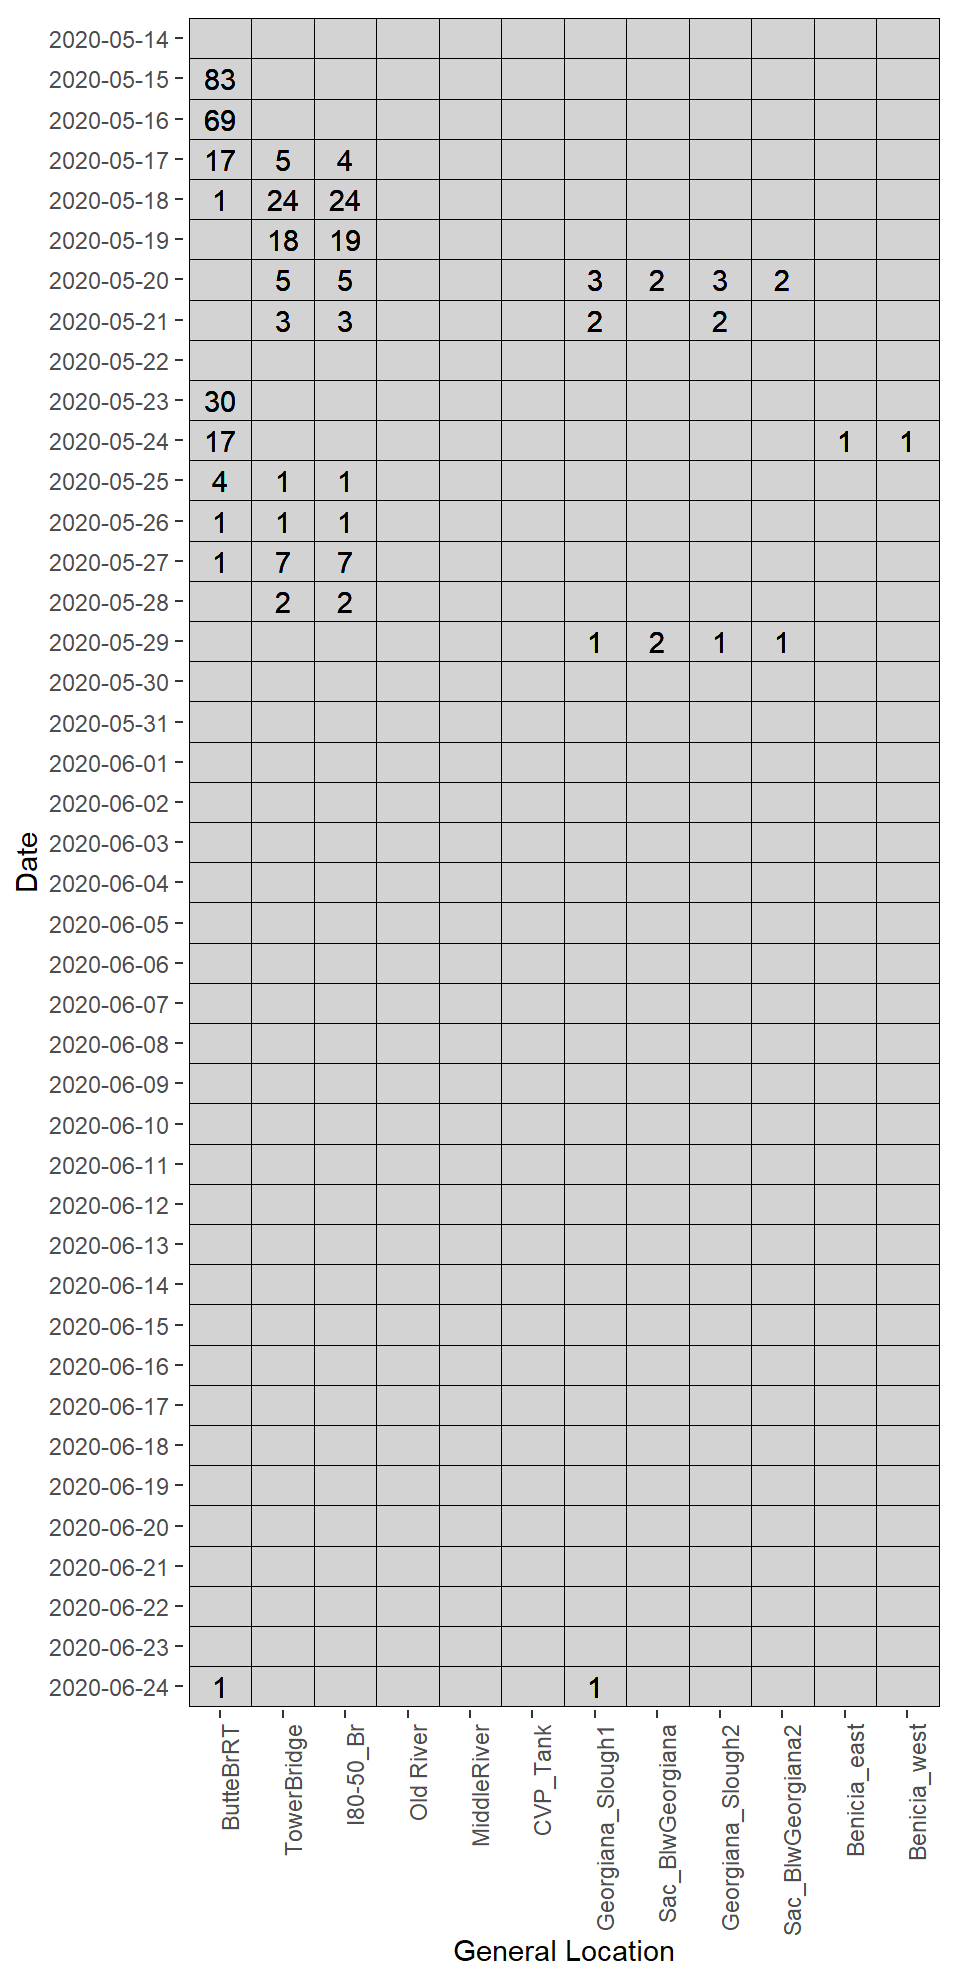 2020-05-14
2020-05-15 83
2020-05-16 69
2020-05-17 17 5 4
2020-05-18 1 24 24
2020-05-19 18 19
2020-05-20 5 5 3 2 3 2
2020-05-21 3 3 2 2
2020-05-22
2020-05-23 30
2020-05-24 17 1 1
2020-05-25 4 1 1
2020-05-26 1 1 1
2020-05-27 1 7 7
2020-05-28 2 2
2020-05-29 1 2 1 1
2020-05-30
2020-05-31
2020-06-01
2020-06-02
2020-06-03
2020-06-04
2020-06-05
2020-06-06
2020-06-07
2020-06-08
2020-06-09
2020-06-10
2020-06-11
2020-06-12
2020-06-13
2020-06-14
2020-06-15
2020-06-16
2020-06-17
2020-06-18
2020-06-19
2020-06-20
2020-06-21
2020-06-22
2020-06-23
2020-06-24 1 1
Date
ButteBrRT
TowerBridge
I80-50_Br
Old River
MiddleRiver
CVP_Tank
Georgiana_Slough1
Sac_BlwGeorgiana
Georgiana_Slough2
Sac_BlwGeorgiana2
Benicia_east
Benicia_west
General Location